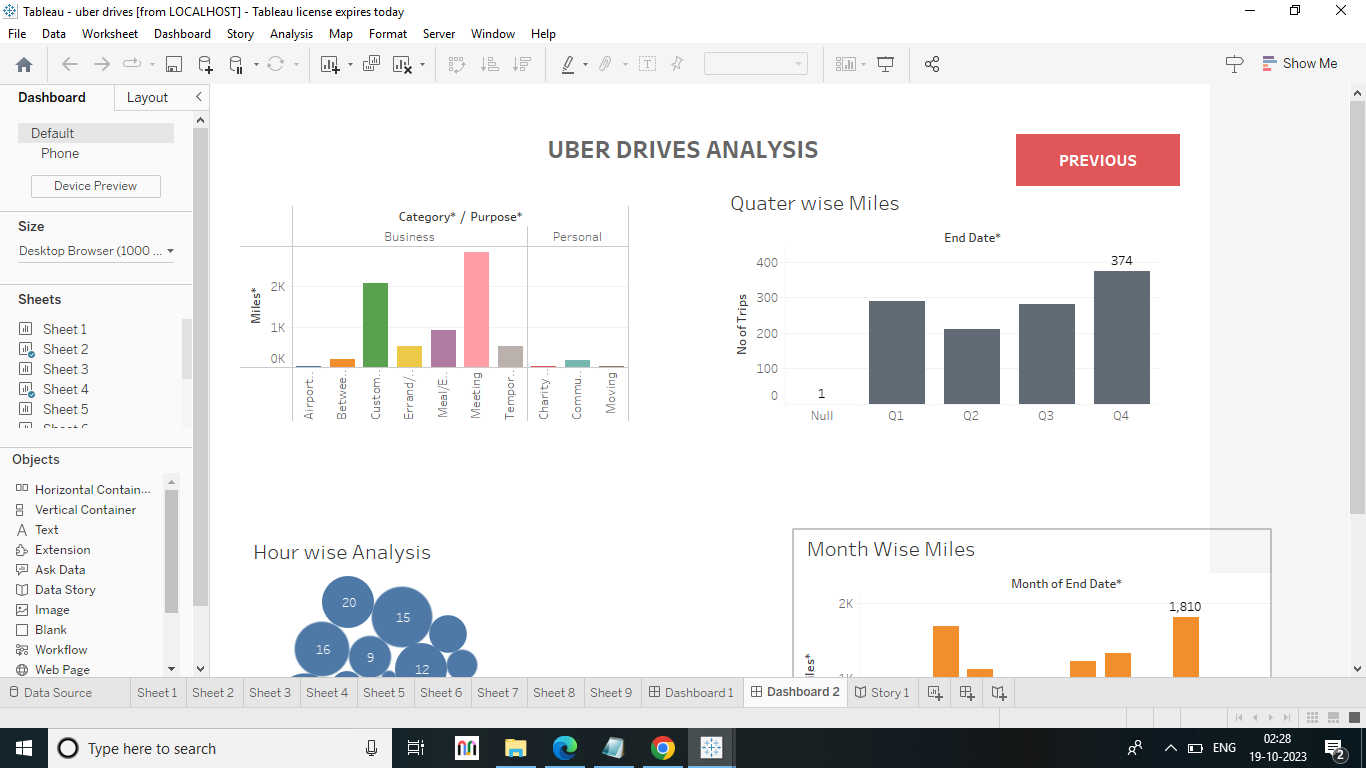 Tableau - uber drives [from LOCALHOST] - Tableau license expires today
File Data Worksheet Dashboard Story Analysis Map Format Server Window Help
Show Me
Dashboard Layout
Default
Phone
Device Preview
Size
Desktop Browser (1000 ...
Sheets
Sheet 1
Sheet 2
Sheet 3
Sheet 4
Sheet 5
Objects
Horizontal Contain...
Vertical Container
Text
Extension
Ask Data
Data Story
Image
Blank
Workflow
Web Page
UBER DRIVES ANALYSIS
PREVIOUS
Category* / Purpose*
Business Personal
Miles*
2K
1K
0K
Airport.. Betwee.. Custom.. Errand/.. Meal/E.. Meeting Tempor.. Charity .. Commu.. Moving
Quater wise Miles
End Date*
No of Trips
400
300
200
100
0
374
1
Null Q1 Q2 Q3 Q4
Hour wise Analysis
20
15
16
9
12
Month Wise Miles
Month of End Date*
2K
1,810
Data Source Sheet 1 Sheet 2 Sheet 3 Sheet 4 Sheet 5 Sheet 6 Sheet 7 Sheet 8 Sheet 9 Dashboard 1 Dashboard 2 Story 1
Type here to search
ENG
02:28
19-10-2023
2